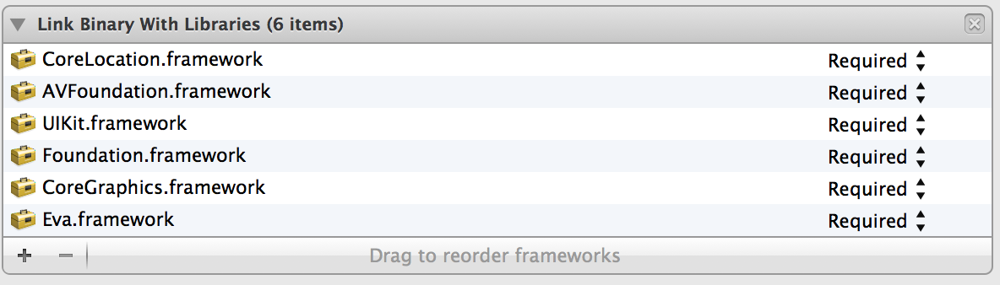 Link Binary With Libraries (6 items)
CoreLocation.framework Required
AVFoundation.framework Required
UIKit.framework Required
Foundation.framework Required
CoreGraphics.framework Required
Eva.framework Required
Drag to reorder frameworks